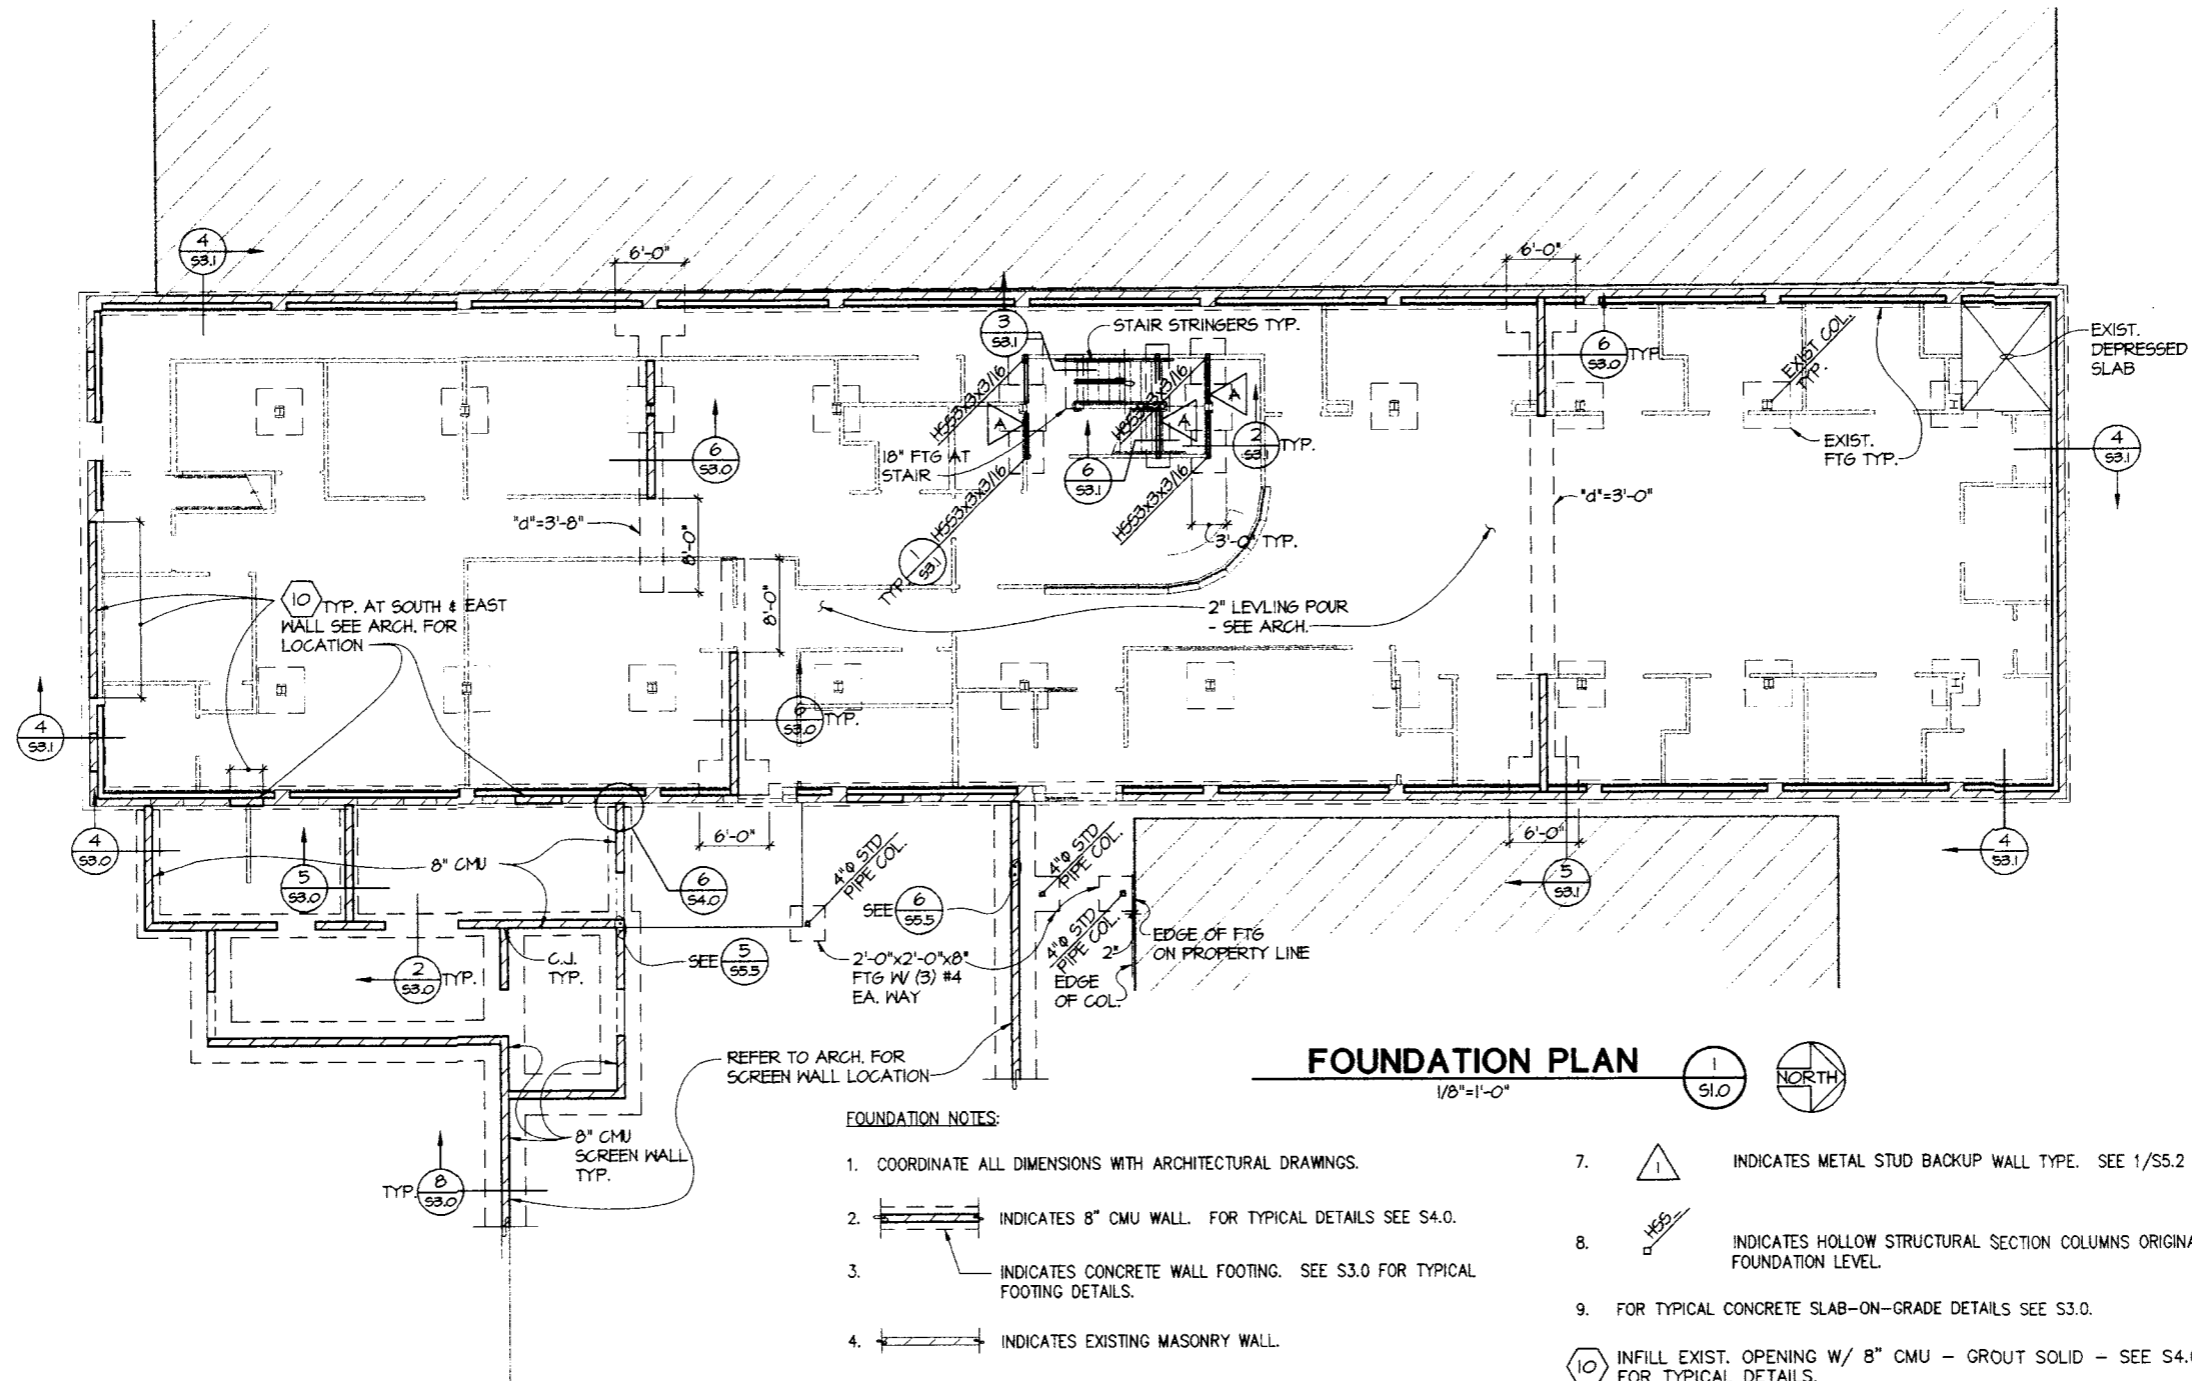 4
S3.1
6'-0"
6'-0"
3
S3.1
STAIR STRINGERS TYP.
6
S3.0
TYP.
EXIST COL.
TYP.
EXIST.
DEPRESSED
SLAB
HSS3x3x3/16
HSS3x3x3/16
A
A
A
6
S3.0
18" FTG AT
STAIR
2
S3.1
TYP.
EXIST.
FTG TYP.
4
S3.1
6
S3.1
"d"=3'-8"
8'-0"
HSS3x3x3/16
HSS3x3x3/16
"d"=3'-0"
3'-0" TYP.
1
S3.1
TYP.
8'-0"
10
TYP. AT SOUTH & EAST
WALL SEE ARCH. FOR
LOCATION
2" LEVLING POUR
- SEE ARCH.
4
S3.1
6
S3.0
TYP.
4
S3.0
8" CMU
5
S3.0
6
S4.0
6'-0"
4"Φ STD
PIPE COL.
SEE
6
S5.5
4"Φ STD
PIPE COL.
6'-0"
5
S3.1
4
S3.1
2
S3.0
TYP.
C.J.
TYP.
SEE
5
S5.5
2'-0"x2'-0"x8"
FTG W/ (3) #4
EA. WAY
4"Φ STD
PIPE COL.
2"
EDGE
OF COL.
EDGE OF FTG
ON PROPERTY LINE
REFER TO ARCH. FOR
SCREEN WALL LOCATION
8" CMU
SCREEN WALL
TYP.
TYP.
8
S3.0
FOUNDATION PLAN
1/8"=1'-0"
1
S1.0
NORTH
FOUNDATION NOTES:
1. COORDINATE ALL DIMENSIONS WITH ARCHITECTURAL DRAWINGS.
2. INDICATES 8" CMU WALL. FOR TYPICAL DETAILS SEE S4.0.
3. INDICATES CONCRETE WALL FOOTING. SEE S3.0 FOR TYPICAL
FOOTING DETAILS.
4. INDICATES EXISTING MASONRY WALL.
7. 1 INDICATES METAL STUD BACKUP WALL TYPE. SEE 1/S5.2
8. HSS_ INDICATES HOLLOW STRUCTURAL SECTION COLUMNS
FOUNDATION LEVEL.
9. FOR TYPICAL CONCRETE SLAB-ON-GRADE DETAILS SEE S3.0.
10 INFILL EXIST. OPENING W/ 8" CMU - GROUT SOLID - SEE
FOR TYPICAL DETAILS.